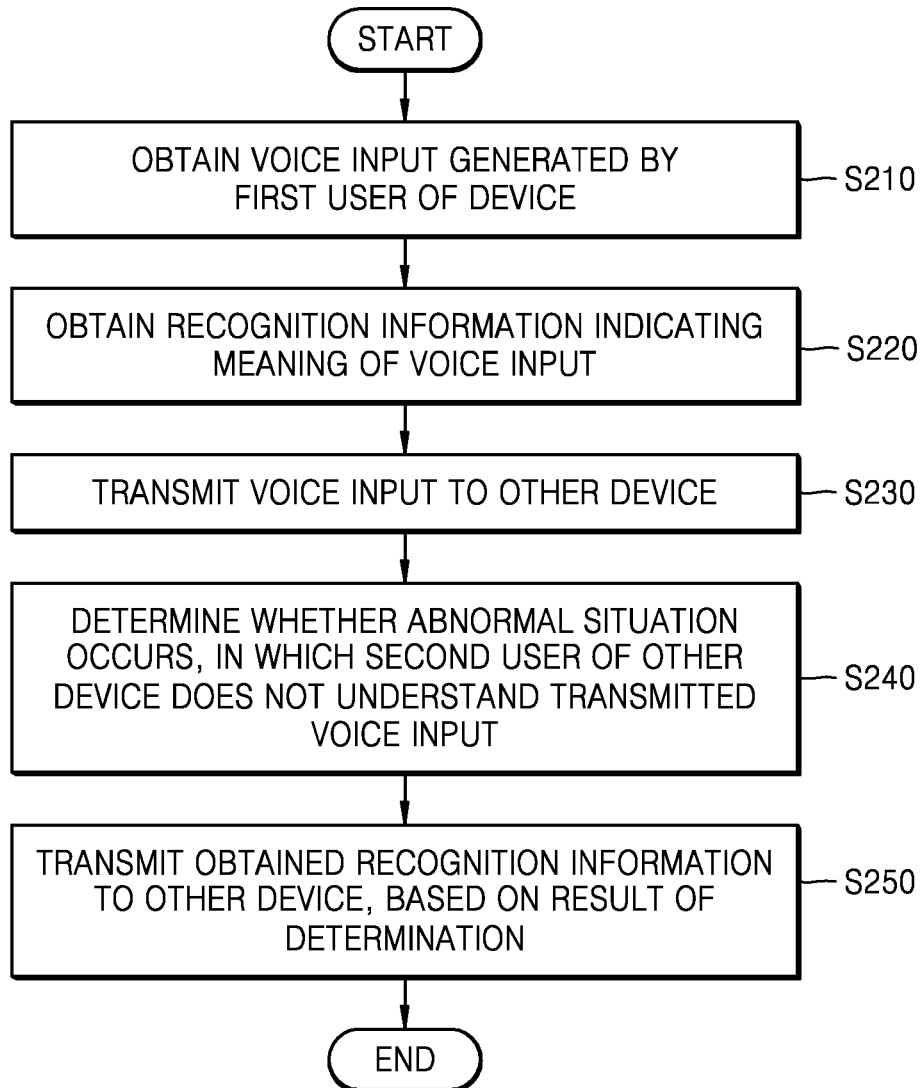 START
OBTAIN VOICE INPUT GENERATED BY
FIRST USER OF DEVICE
S210
OBTAIN RECOGNITION INFORMATION INDICATING
MEANING OF VOICE INPUT
S220
TRANSMIT VOICE INPUT TO OTHER DEVICE
S230
DETERMINE WHETHER ABNORMAL SITUATION
OCCURS, IN WHICH SECOND USER OF OTHER
DEVICE DOES NOT UNDERSTAND TRANSMITTED
VOICE INPUT
S240
TRANSMIT OBTAINED RECOGNITION INFORMATION
TO OTHER DEVICE, BASED ON RESULT OF
DETERMINATION
S250
END